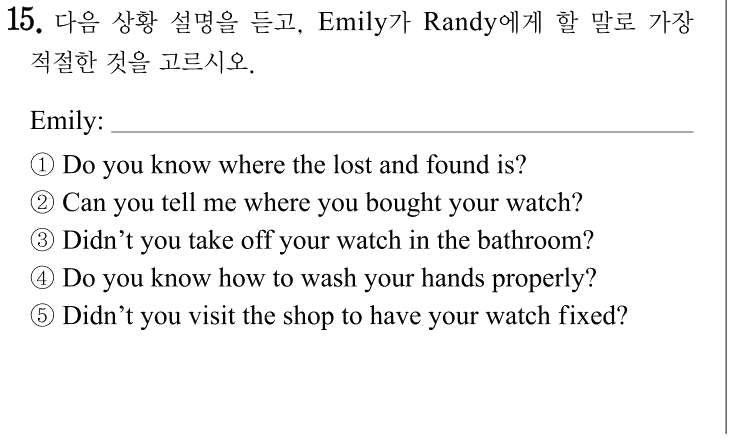 15. 다음 상황 설명을 듣고, Emily가 Randy에게 할 말로 가장
적절한 것을 고르시오.
Emily:
① Do you know where the lost and found is?
② Can you tell me where you bought your watch?
③ Didn’t you take off your watch in the bathroom?
④ Do you know how to wash your hands properly?
⑤ Didn’t you visit the shop to have your watch fixed?